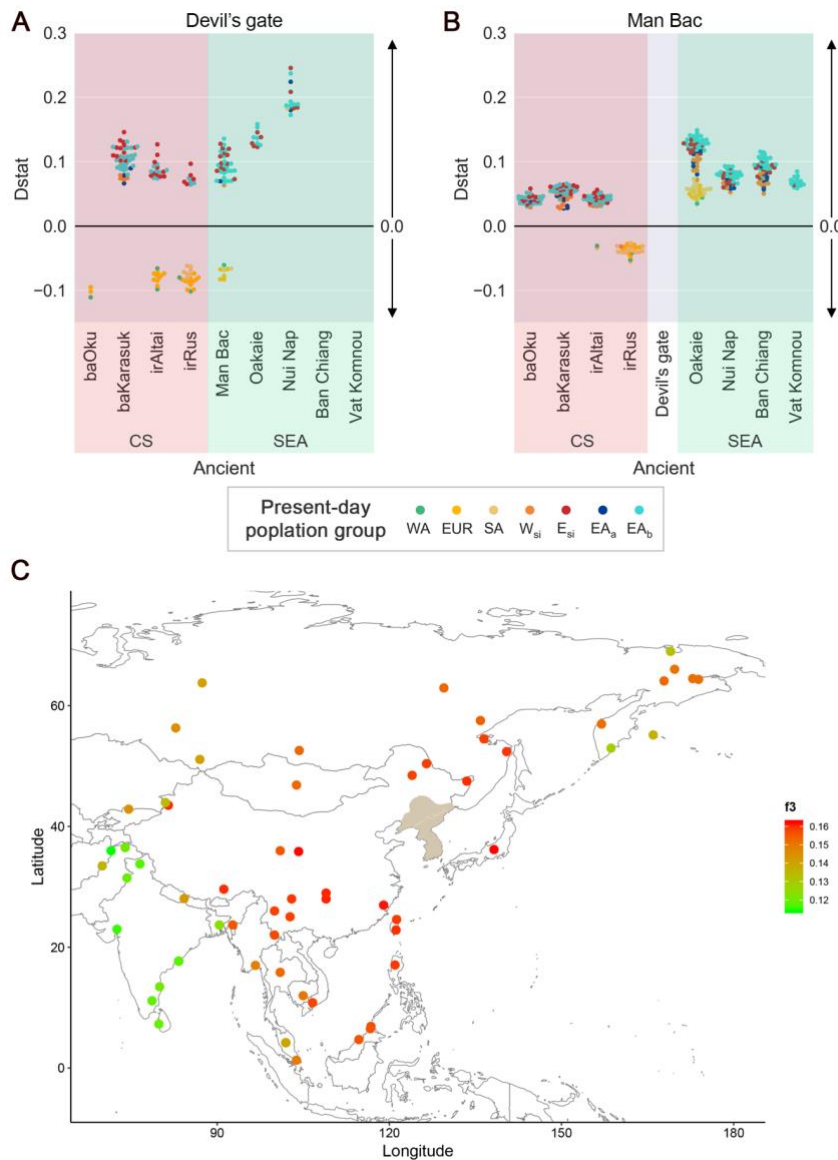 A
Devil's gate
B
Man Bac
0.3
0.2
0.1
0.0
−0.1
Dstat
0.0
baOku
baKarasuk
irAltai
irRus
Man Bac
Oakaie
Nui Nap
Ban Chiang
Vat Komnou
CS
SEA
Ancient
0.3
0.2
0.1
0.0
−0.1
Dstat
0.0
baOku
baKarasuk
irAltai
irRus
Devil's gate
Oakaie
Nui Nap
Ban Chiang
Vat Komnou
CS
SEA
Ancient
Present-day
poplation group
WA EUR SA Wsi Esi EAa EAb
C
60
40
20
0
Latitude
90 120 150 180
Longitude
f3
0.16
0.15
0.14
0.13
0.12